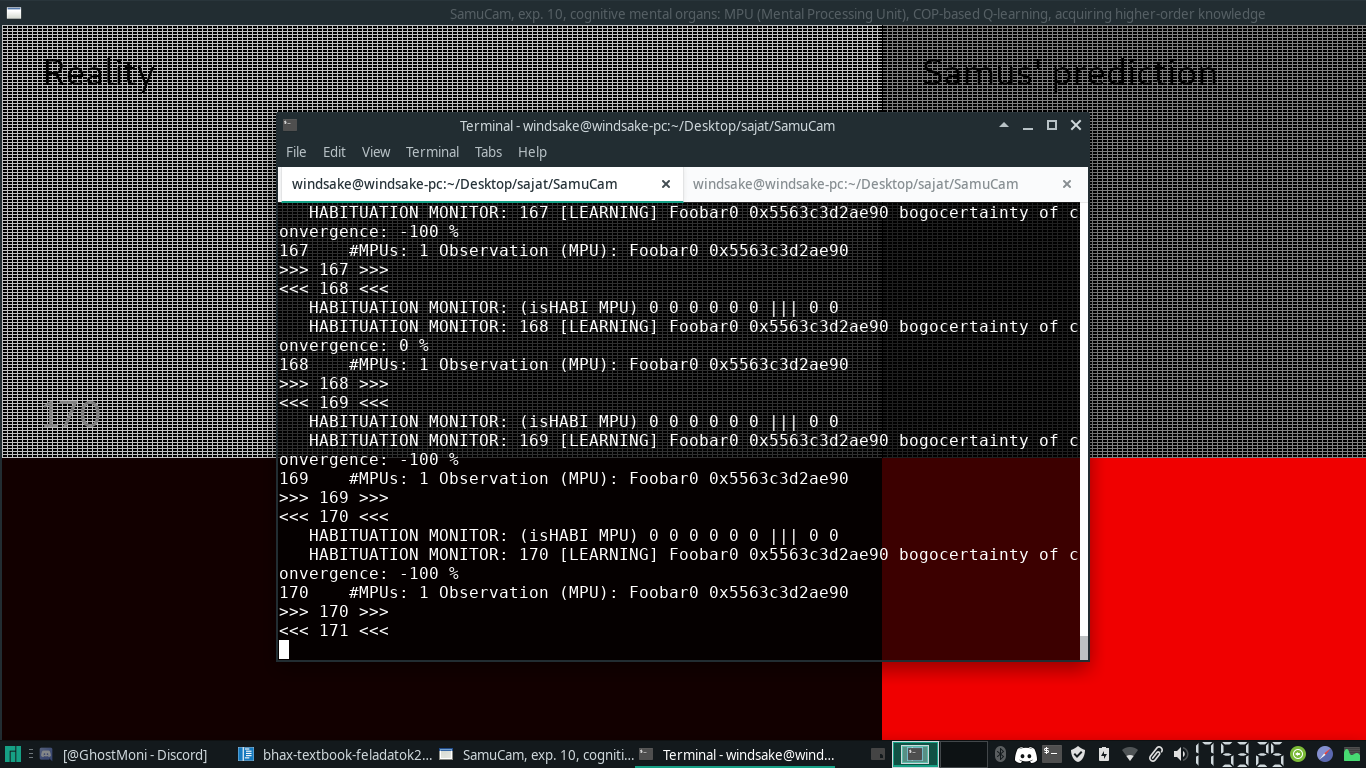 SamuCam, exp. 10, cognitive mental organs: MPU (Mental Processing Unit), COP-based Q-learning, acquiring higher-order knowledge
Reality
Samus' prediction
Terminal - windsake@windsake-pc:~/Desktop/sajat/SamuCam
File Edit View Terminal Tabs Help
windsake@windsake-pc:~/Desktop/sajat/SamuCam
windsake@windsake-pc:~/Desktop/sajat/SamuCam
HABITUATION MONITOR: 167 [LEARNING] Foobar0 0x5563c3d2ae90 bogocertainty of c
onvergence: -100 %
167 #MPUs: 1 Observation (MPU): Foobar0 0x5563c3d2ae90
>>> 167 >>>
<<< 168 <<<
HABITUATION MONITOR: (isHABI MPU) 0 0 0 0 0 0 ||| 0 0
HABITUATION MONITOR: 168 [LEARNING] Foobar0 0x5563c3d2ae90 bogocertainty of c
onvergence: 0 %
168 #MPUs: 1 Observation (MPU): Foobar0 0x5563c3d2ae90
>>> 168 >>>
<<< 169 <<<
HABITUATION MONITOR: (isHABI MPU) 0 0 0 0 0 0 ||| 0 0
HABITUATION MONITOR: 169 [LEARNING] Foobar0 0x5563c3d2ae90 bogocertainty of c
onvergence: -100 %
169 #MPUs: 1 Observation (MPU): Foobar0 0x5563c3d2ae90
>>> 169 >>>
<<< 170 <<<
HABITUATION MONITOR: (isHABI MPU) 0 0 0 0 0 0 ||| 0 0
HABITUATION MONITOR: 170 [LEARNING] Foobar0 0x5563c3d2ae90 bogocertainty of c
onvergence: -100 %
170 #MPUs: 1 Observation (MPU): Foobar0 0x5563c3d2ae90
>>> 170 >>>
<<< 171 <<<
170
[@GhostMoni - Discord]
bhax-textbook-feladatok2...
SamuCam, exp. 10, cogniti...
Terminal - windsake@wind...